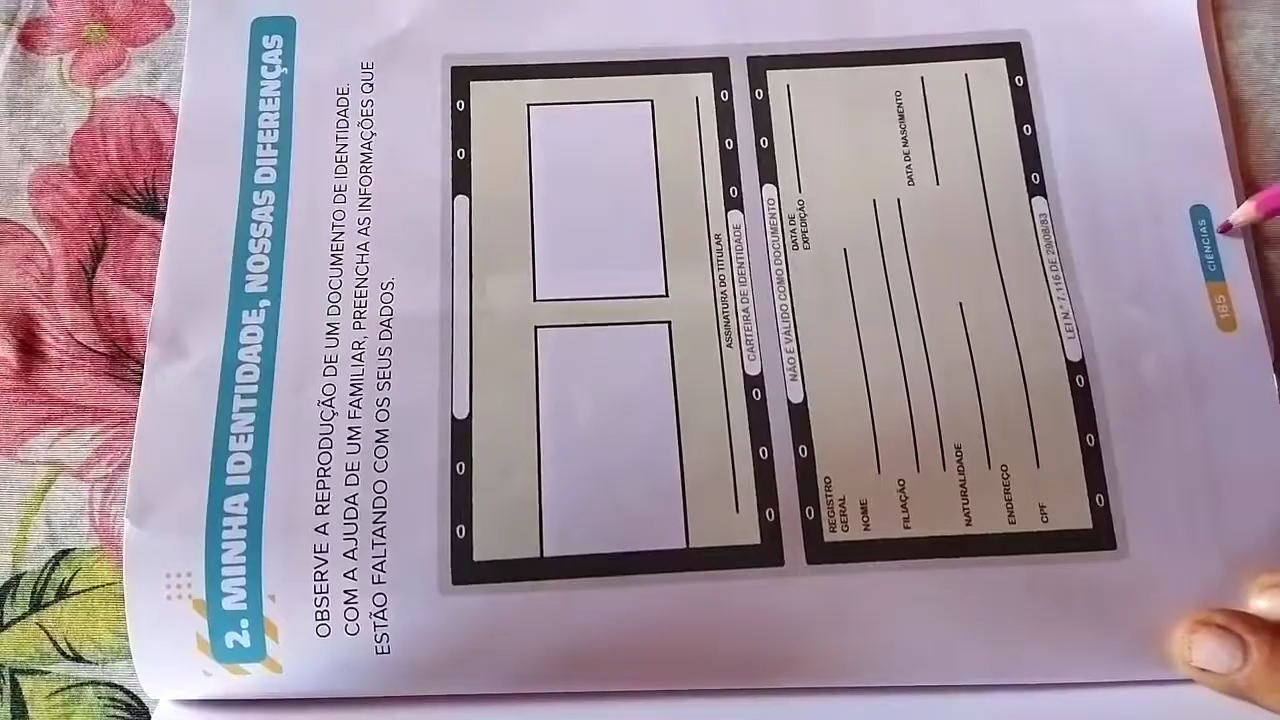 2. MINHA IDENTIDADE, NOSSAS DIFERENÇAS
OBSERVE A REPRODUÇÃO DE UM DOCUMENTO DE IDENTIDADE.
COM A AJUDA DE UM FAMILIAR, PREENCHA AS INFORMAÇÕES QUE
ESTÃO FALTANDO COM OS SEUS DADOS.
ASSINATURA DO TITULAR
CARTEIRA DE IDENTIDADE
NÃO É VÁLIDO COMO DOCUMENTO
REGISTRO
GERAL
DATA DE
EXPEDIÇÃO
NOME
FILIAÇÃO
DATA DE NASCIMENTO
NATURALIDADE
ENDEREÇO
CPF
LEI N.º 7.116 DE 29/08/83
185 CIÊNCIAS